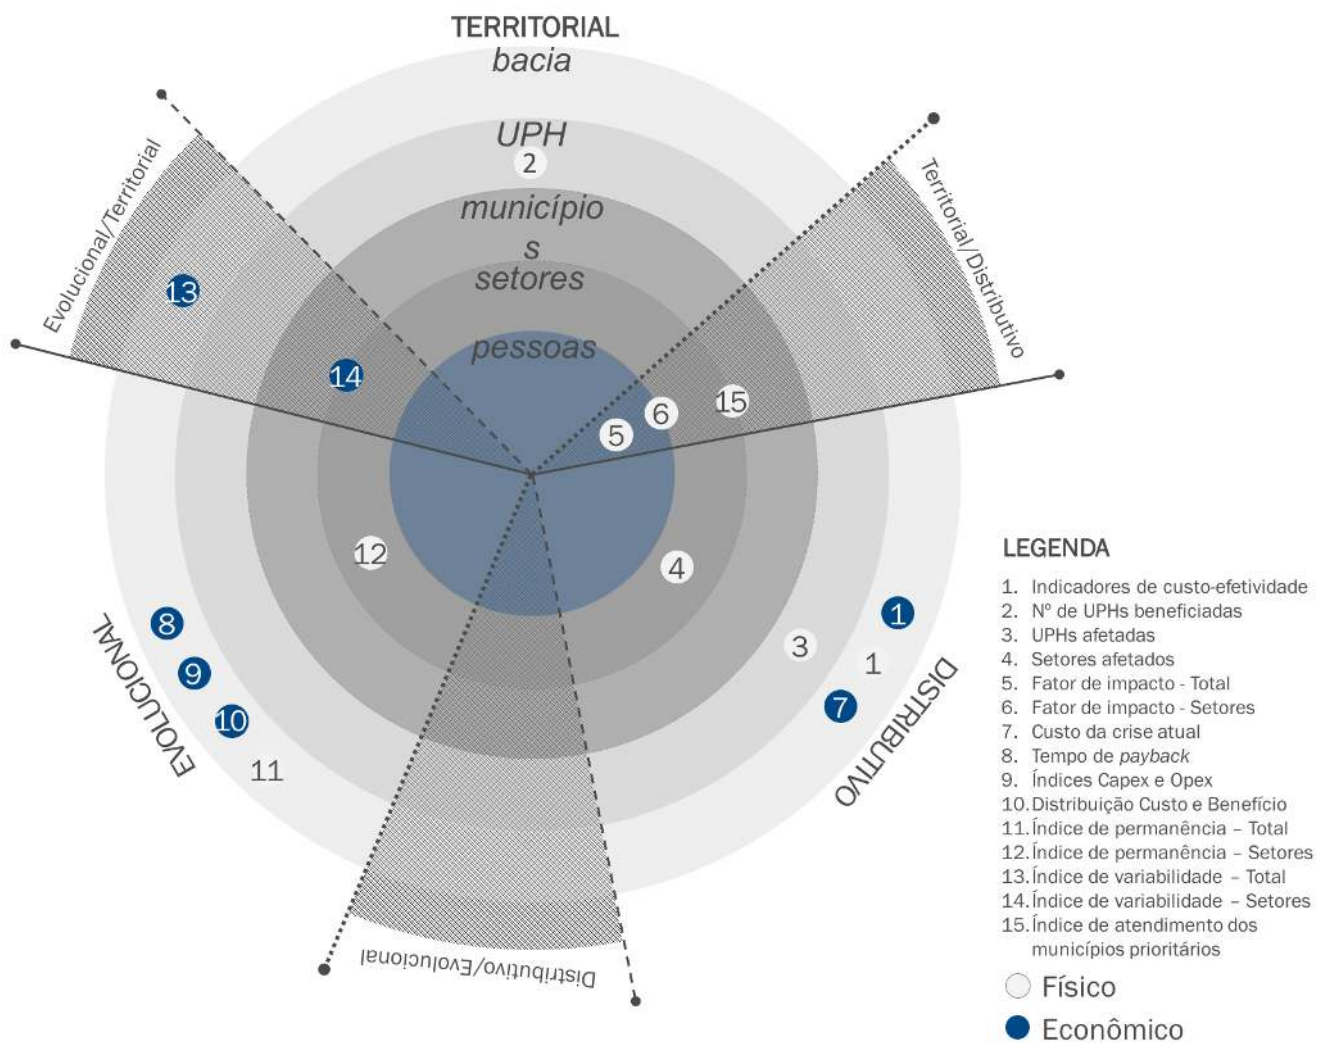 TERRITORIAL
bacia
UPH
2
município
s
setores
pessoas
Evolucional/Territorial
Territorial/Distributivo
13
14
15
6
5
12
4
3
1
1
7
8
9
10
11
EVOLUCIONAL
DISTRIBUTIVO
Distributivo/Evolucional
LEGENDA
1. Indicadores de custo-efetividade
2. Nº de UPHs beneficiadas
3. UPHs afetadas
4. Setores afetados
5. Fator de impacto - Total
6. Fator de impacto - Setores
7. Custo da crise atual
8. Tempo de payback
9. Índices Capex e Opex
10. Distribuição Custo e Benefício
11. Índice de permanência – Total
12. Índice de permanência – Setores
13. Índice de variabilidade – Total
14. Índice de variabilidade – Setores
15. Índice de atendimento dos
municípios prioritários
Físico
Econômico